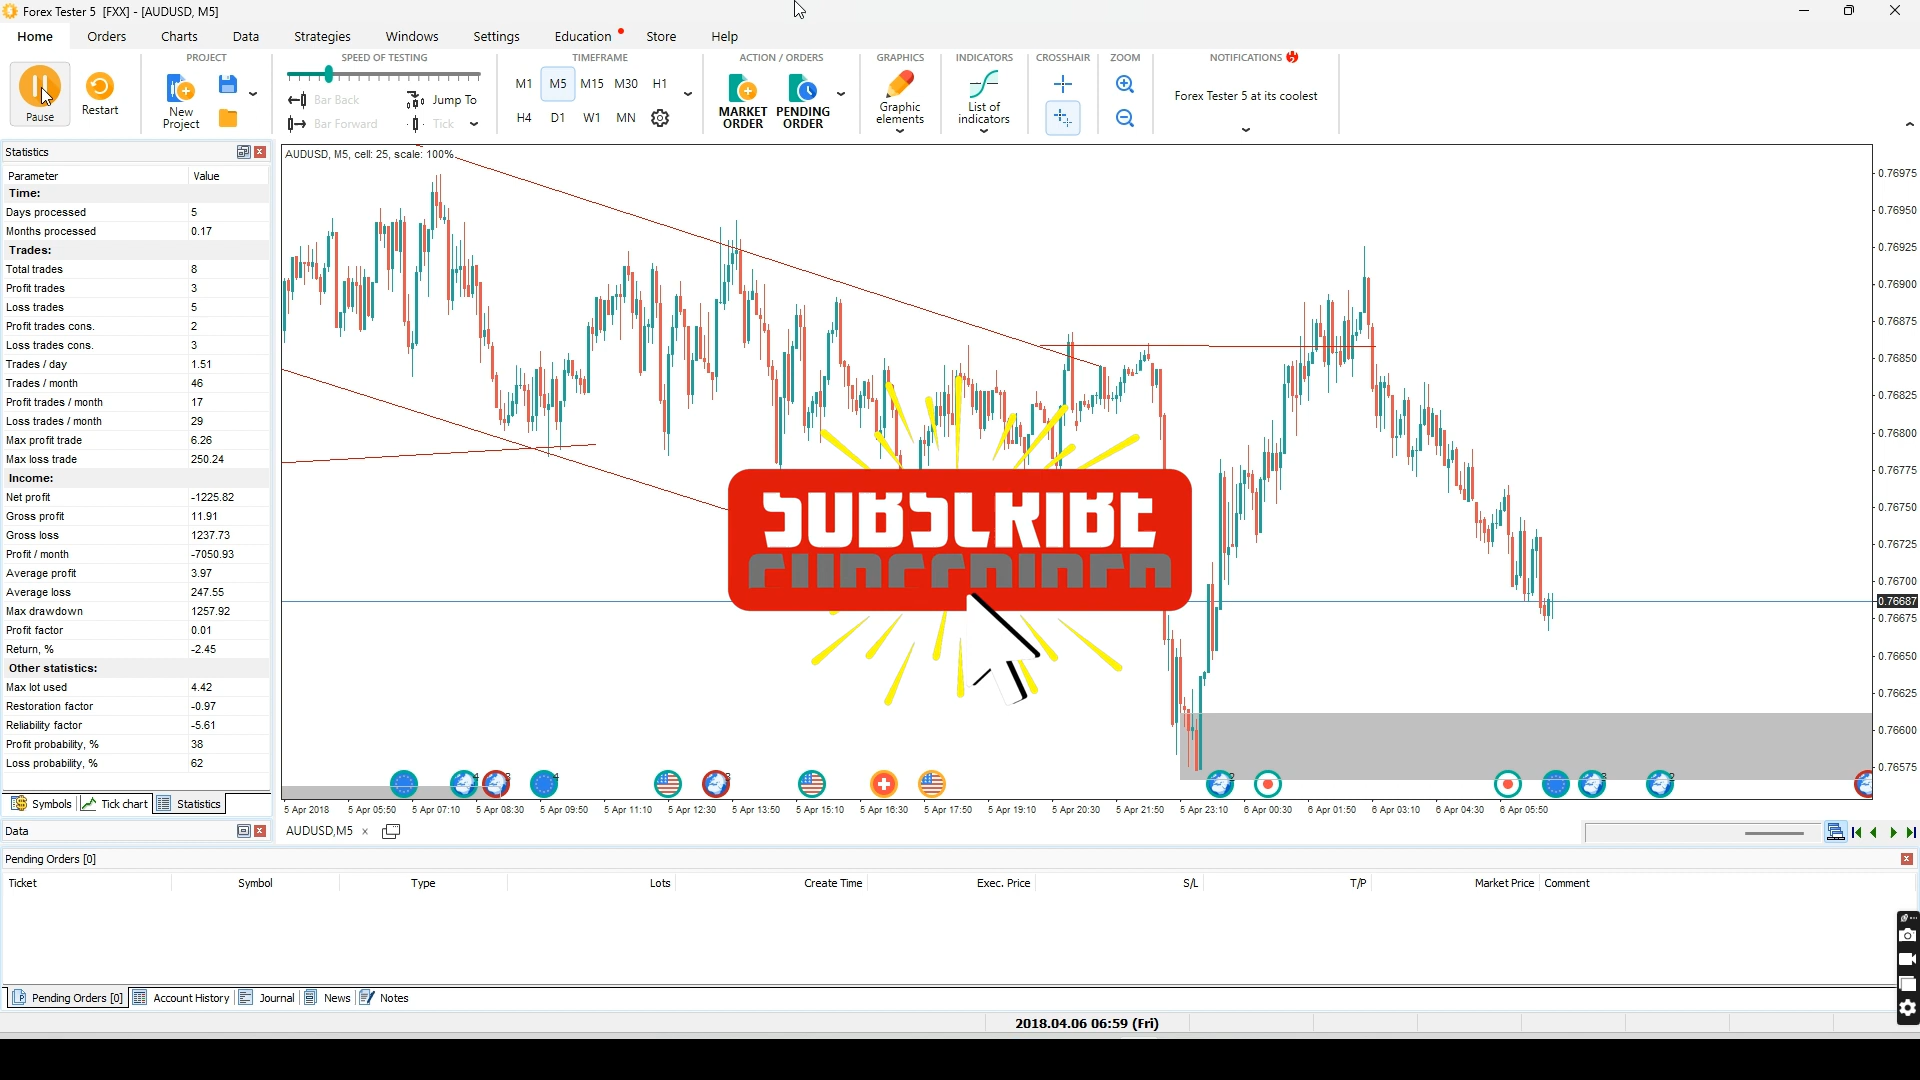 Forex Tester 5 [FXX] - [AUDUSD, M5]
Home Orders Charts Data Strategies Windows Settings Education Store Help
PROJECT SPEED OF TESTING TIMEFRAME ACTION / ORDERS GRAPHICS INDICATORS CROSSHAIR ZOOM NOTIFICATIONS
Pause Restart New Project
Bar Back Jump To
Bar Forward Tick
M1 M5 M15 M30 H1
H4 D1 W1 MN
MARKET ORDER PENDING ORDER
Graphic elements
List of indicators
Forex Tester 5 at its coolest
Statistics
Parameter Value
Time:
Days processed 5
Months processed 0.17
Trades:
Total trades 8
Profit trades 3
Loss trades 5
Profit trades cons. 2
Loss trades cons. 3
Trades / day 1.51
Trades / month 46
Profit trades / month 17
Loss trades / month 29
Max profit trade 6.26
Max loss trade 250.24
Income:
Net profit -1225.82
Gross profit 11.91
Gross loss 1237.73
Profit / month -7050.93
Average profit 3.97
Average loss 247.55
Max drawdown 1257.92
Profit factor 0.01
Return, % -2.45
Other statistics:
Max lot used 4.42
Restoration factor -0.97
Reliability factor -5.61
Profit probability, % 38
Loss probability, % 62
Symbols Tick chart Statistics
Data
AUDUSD, M5, cell: 25, scale: 100%
0.76975
0.76950
0.76925
0.76900
0.76875
0.76850
0.76825
0.76800
0.76775
0.76750
0.76725
0.76700
0.76687
0.76675
0.76650
0.76625
0.76600
0.76575
5 Apr 2018 5 Apr 05:50 5 Apr 07:10 5 Apr 08:30 5 Apr 09:50 5 Apr 11:10 5 Apr 12:30 5 Apr 13:50 5 Apr 15:10 5 Apr 16:30 5 Apr 17:50 5 Apr 19:10 5 Apr 20:30 5 Apr 21:50 5 Apr 23:10 6 Apr 00:30 6 Apr 01:50 6 Apr 03:10 6 Apr 04:30 6 Apr 05:50
AUDUSD,M5
Pending Orders [0]
Ticket Symbol Type Lots Create Time Exec. Price S/L T/P Market Price Comment
Pending Orders [0] Account History Journal News Notes
2018.04.06 06:59 (Fri)